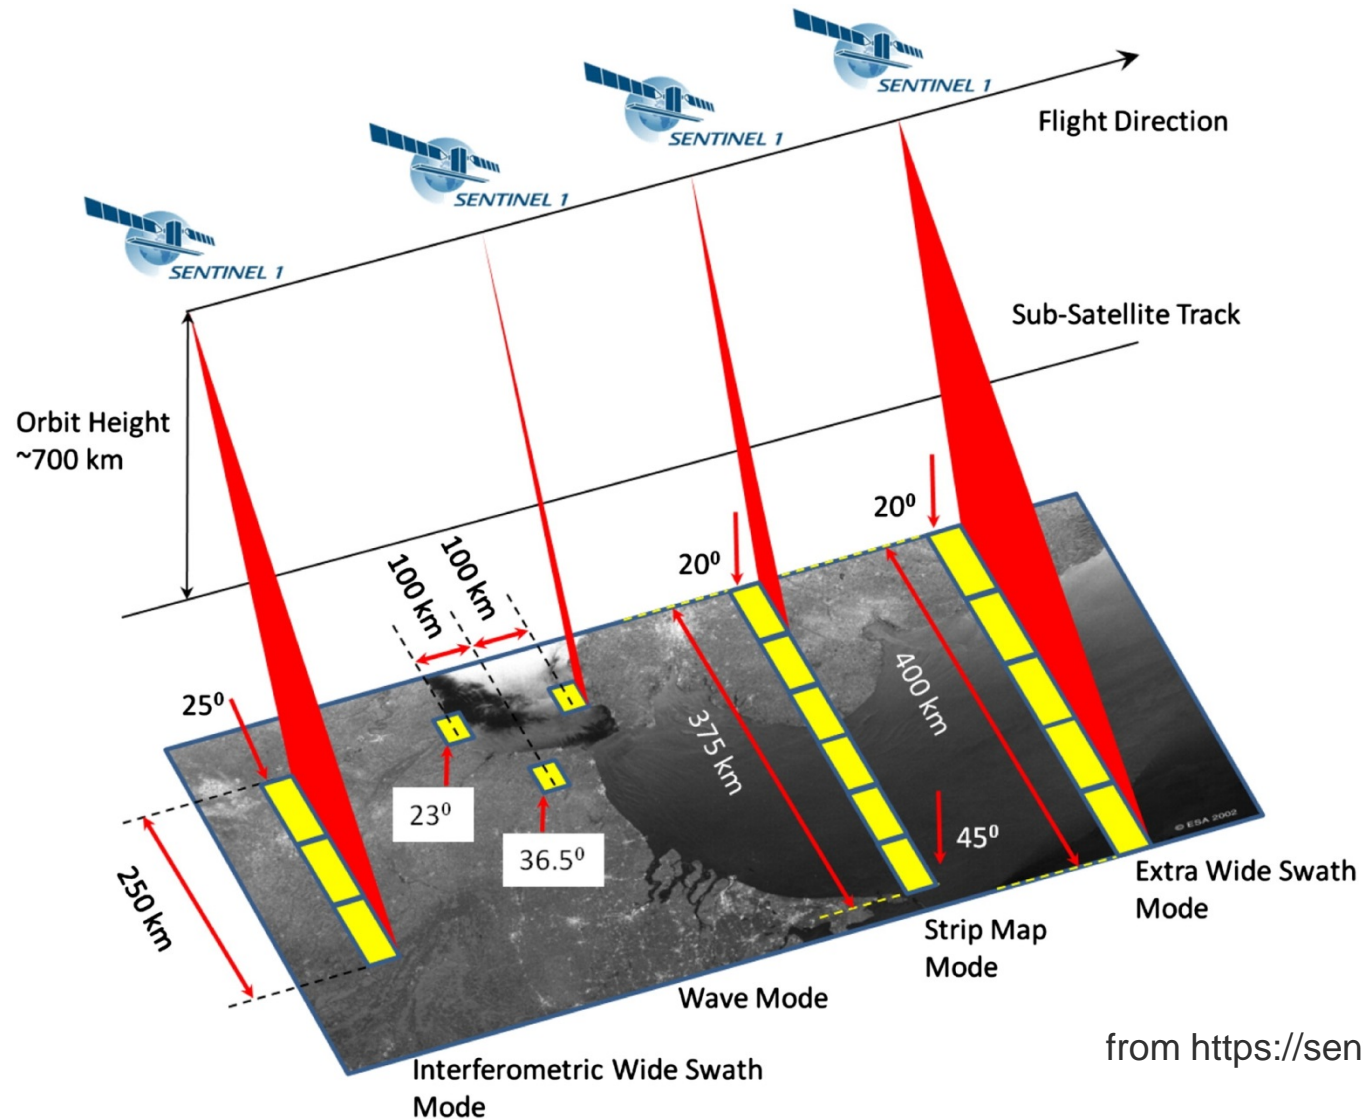 SENTINEL 1
SENTINEL 1
Flight Direction
SENTINEL 1
SENTINEL 1
Sub-Satellite Track
Orbit Height
~700 km
20⁰
20⁰
100 km
100 km
25⁰
375 km
400 km
23⁰
36.5⁰
45⁰
© ESA 2002
250 km
Extra Wide Swath
Mode
Strip Map
Mode
Wave Mode
from https://sen
Interferometric Wide Swath
Mode